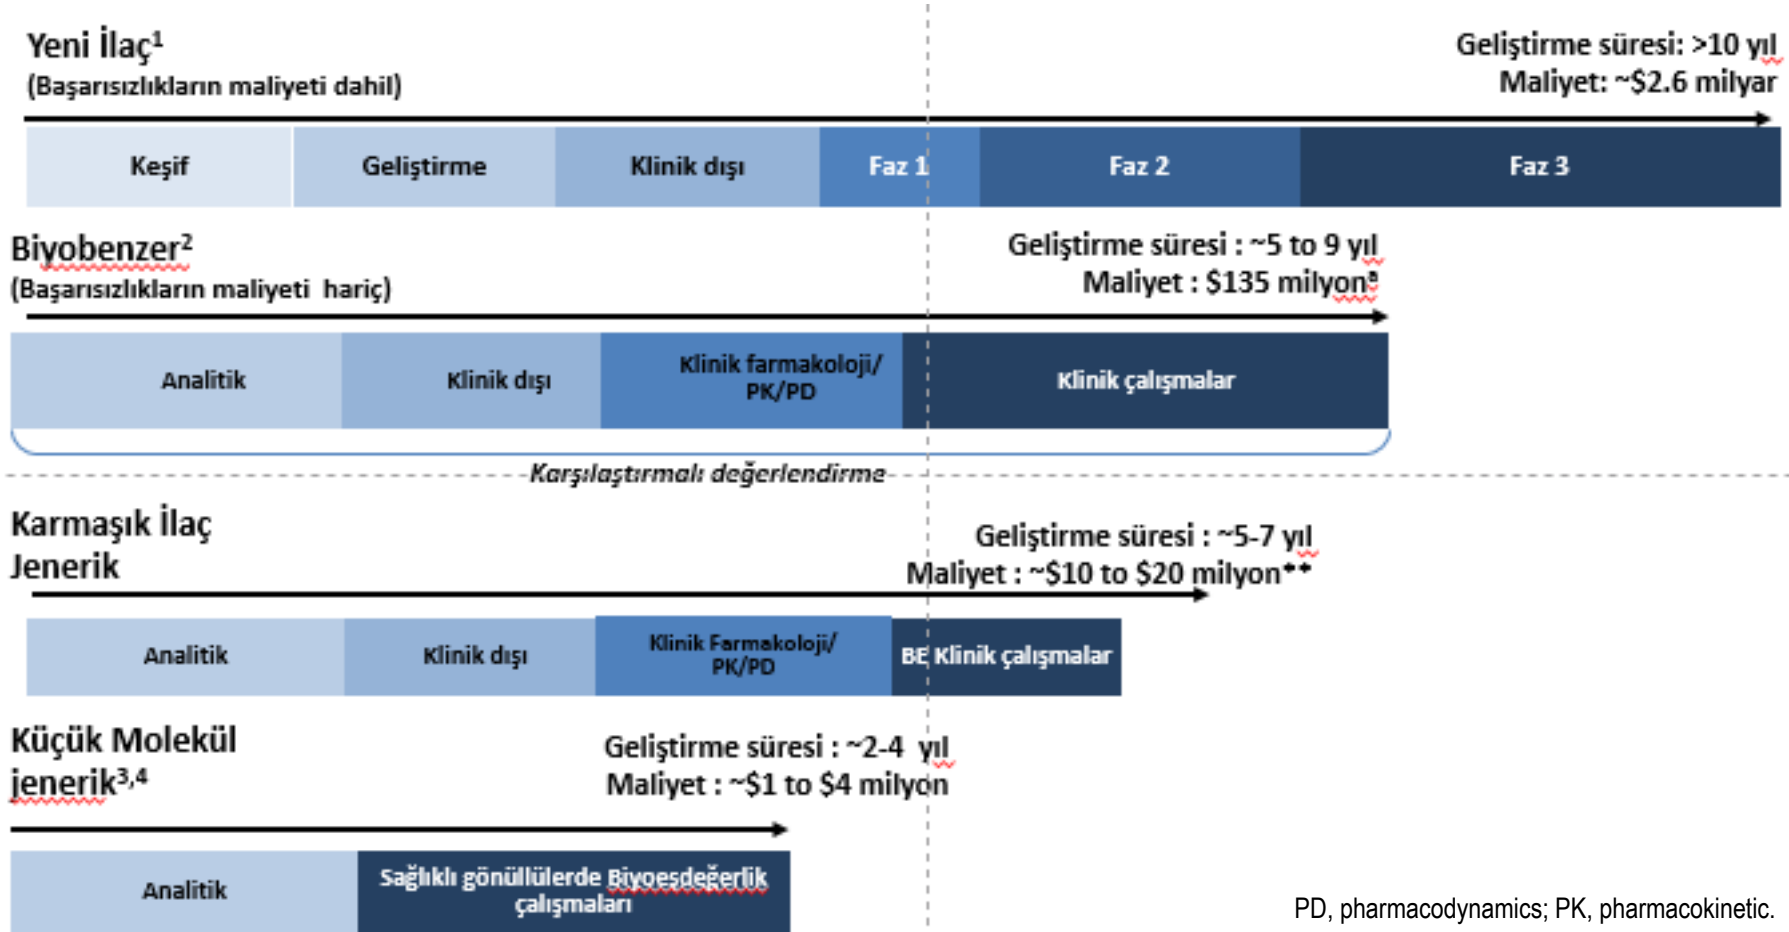 Yeni İlaç¹
(Başarısızlıkların maliyeti dahil)
Geliştirme süresi: >10 yıl
Maliyet: ~$2.6 milyar
Keşif
Geliştirme
Klinik dışı
Faz 1
Faz 2
Faz 3
Biyobenzer²
(Başarısızlıkların maliyeti hariç)
Geliştirme süresi : ~5 to 9 yıl
Maliyet : $135 milyonª
Analitik
Klinik dışı
Klinik farmakoloji/
PK/PD
Klinik çalışmalar
Karşılaştırmalı değerlendirme
Karmaşık İlaç
Jenerik
Geliştirme süresi : ~5-7 yıl
Maliyet : ~$10 to $20 milyon**
Analitik
Klinik dışı
Klinik Farmakoloji/
PK/PD
BE Klinik çalışmalar
Küçük Molekül
jenerik³,⁴
Geliştirme süresi : ~2-4 yıl
Maliyet : ~$1 to $4 milyon
Analitik
Sağlıklı gönüllülerde Biyoeşdeğerlik
çalışmaları
PD, pharmacodynamics; PK, pharmacokinetic.